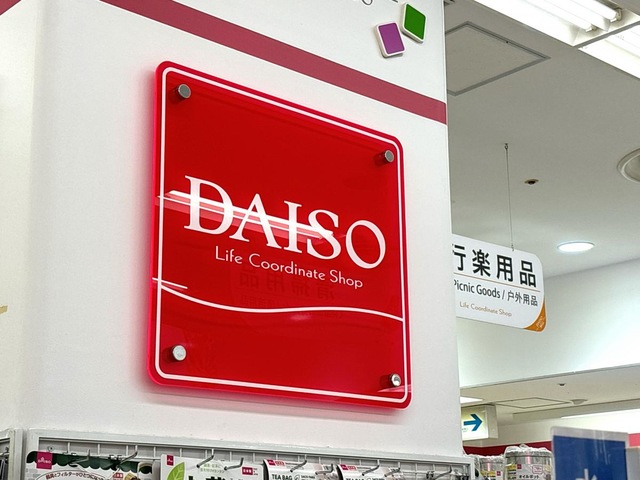 DAISO
Life Coordinate Shop
行楽用品
Picnic Goods / 户外用品
Life Coordinate Shop
TEA BAG